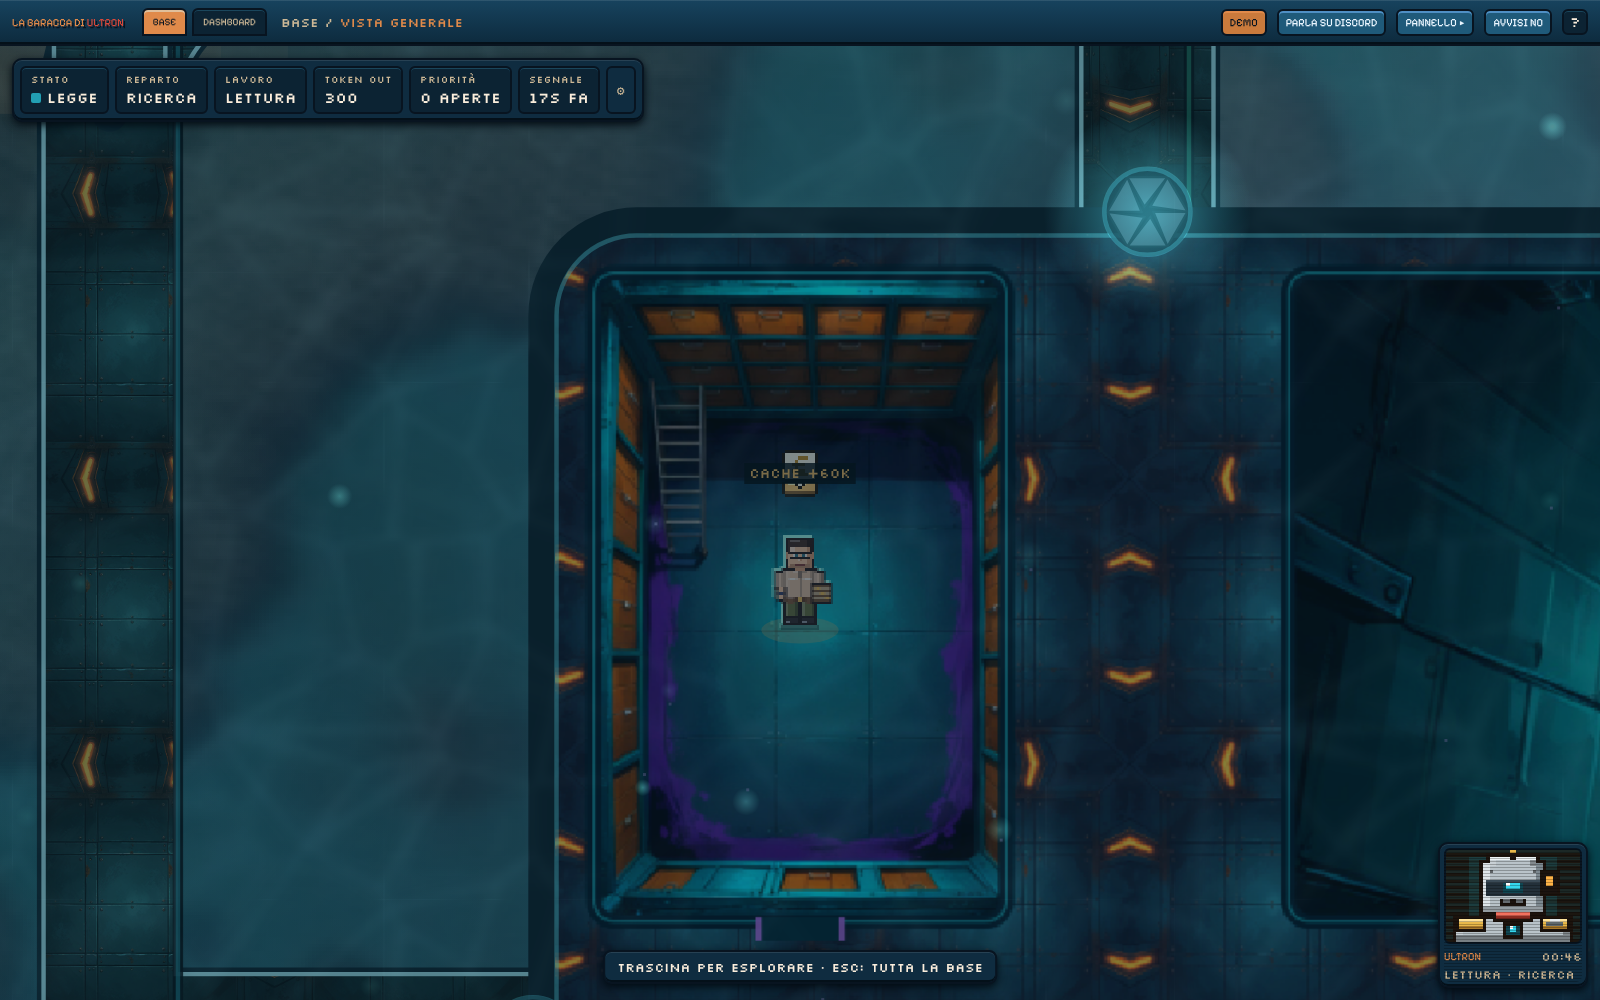 LA BARACCA DI ULTRON
BASE
DASHBOARD
BASE / VISTA GENERALE
DEMO
PARLA SU DISCORD
PANNELLO ▸
AVVISI NO
?
STATO
LEGGE
REPARTO
RICERCA
LAVORO
LETTURA
TOKEN OUT
300
PRIORITÀ
0 APERTE
SEGNALE
17S FA
CACHE +60K
TRASCINA PER ESPLORARE · ESC: TUTTA LA BASE
ULTRON 00:46
LETTURA · RICERCA